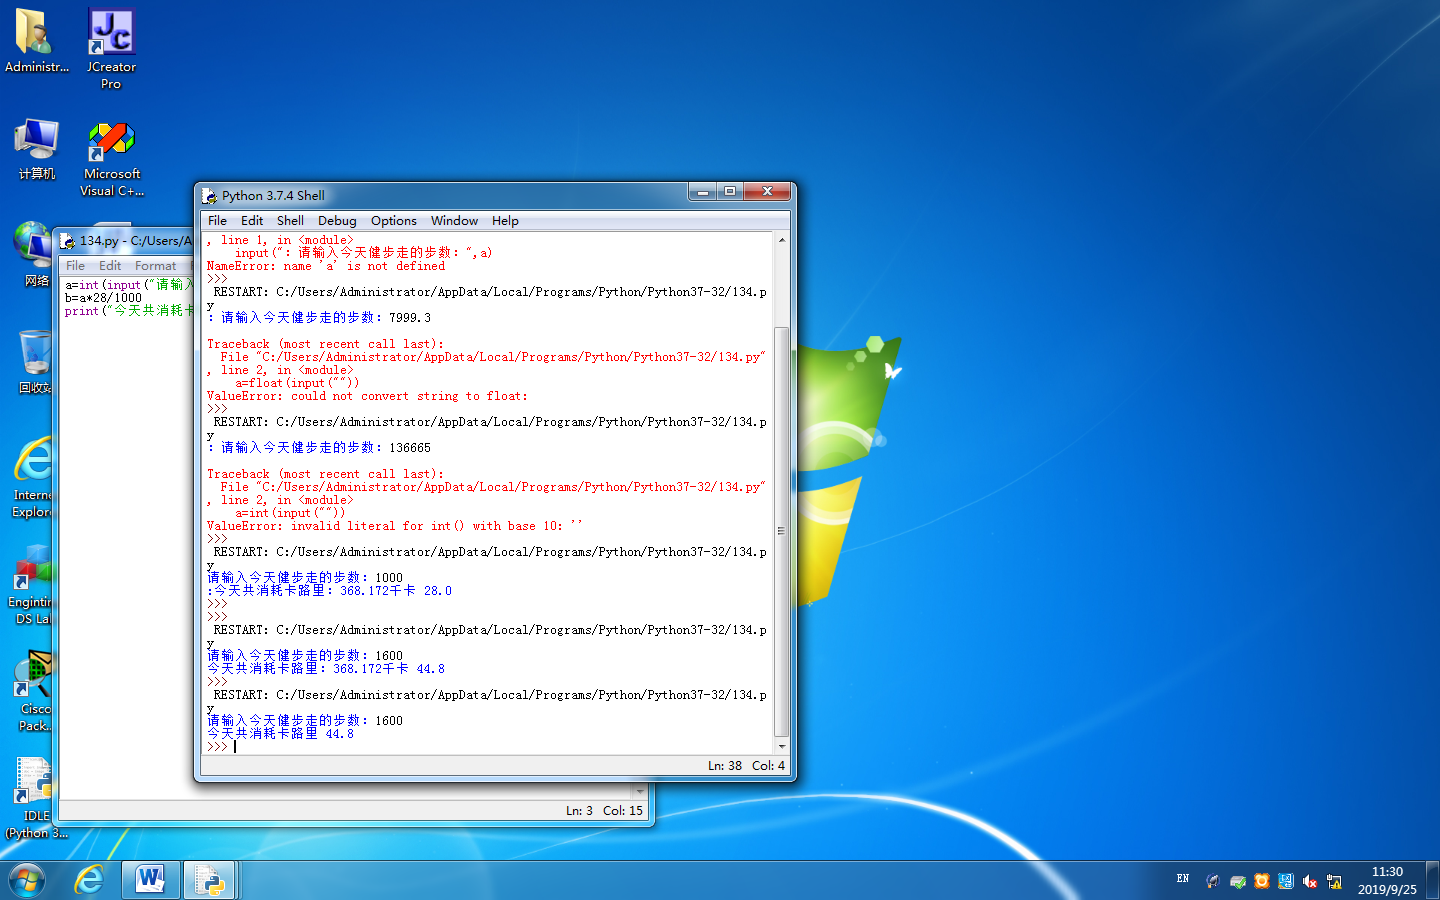 Administr...
JCreator
Pro
计算机
Microsoft
Visual C+...
网络
回收站
Interne
Explore
Enginti
DS La
Cisco
Pack...
IDLE
(Python 3...
134.py - C:/Users/A
File Edit Format
a=int(input("请输入
b=a*28/1000
print("今天共消耗卡
Ln: 3 Col: 15
Python 3.7.4 Shell
File Edit Shell Debug Options Window Help
, line 1, in <module>
input(": 请输入今天健步走的步数: ",a)
NameError: name 'a' is not defined
>>>
RESTART: C:/Users/Administrator/AppData/Local/Programs/Python/Python37-32/134.p
y
: 请输入今天健步走的步数: 7999.3
Traceback (most recent call last):
File "C:/Users/Administrator/AppData/Local/Programs/Python/Python37-32/134.py"
, line 2, in <module>
a=float(input(""))
ValueError: could not convert string to float:
>>>
RESTART: C:/Users/Administrator/AppData/Local/Programs/Python/Python37-32/134.p
y
: 请输入今天健步走的步数: 136665
Traceback (most recent call last):
File "C:/Users/Administrator/AppData/Local/Programs/Python/Python37-32/134.py"
, line 2, in <module>
a=int(input(""))
ValueError: invalid literal for int() with base 10: ''
>>>
RESTART: C:/Users/Administrator/AppData/Local/Programs/Python/Python37-32/134.p
y
请输入今天健步走的步数: 1000
:今天共消耗卡路里: 368.172千卡 28.0
>>>
>>>
RESTART: C:/Users/Administrator/AppData/Local/Programs/Python/Python37-32/134.p
y
请输入今天健步走的步数: 1600
今天共消耗卡路里: 368.172千卡 44.8
>>>
RESTART: C:/Users/Administrator/AppData/Local/Programs/Python/Python37-32/134.p
y
请输入今天健步走的步数: 1600
今天共消耗卡路里 44.8
>>>
Ln: 38 Col: 4
EN
11:30
2019/9/25